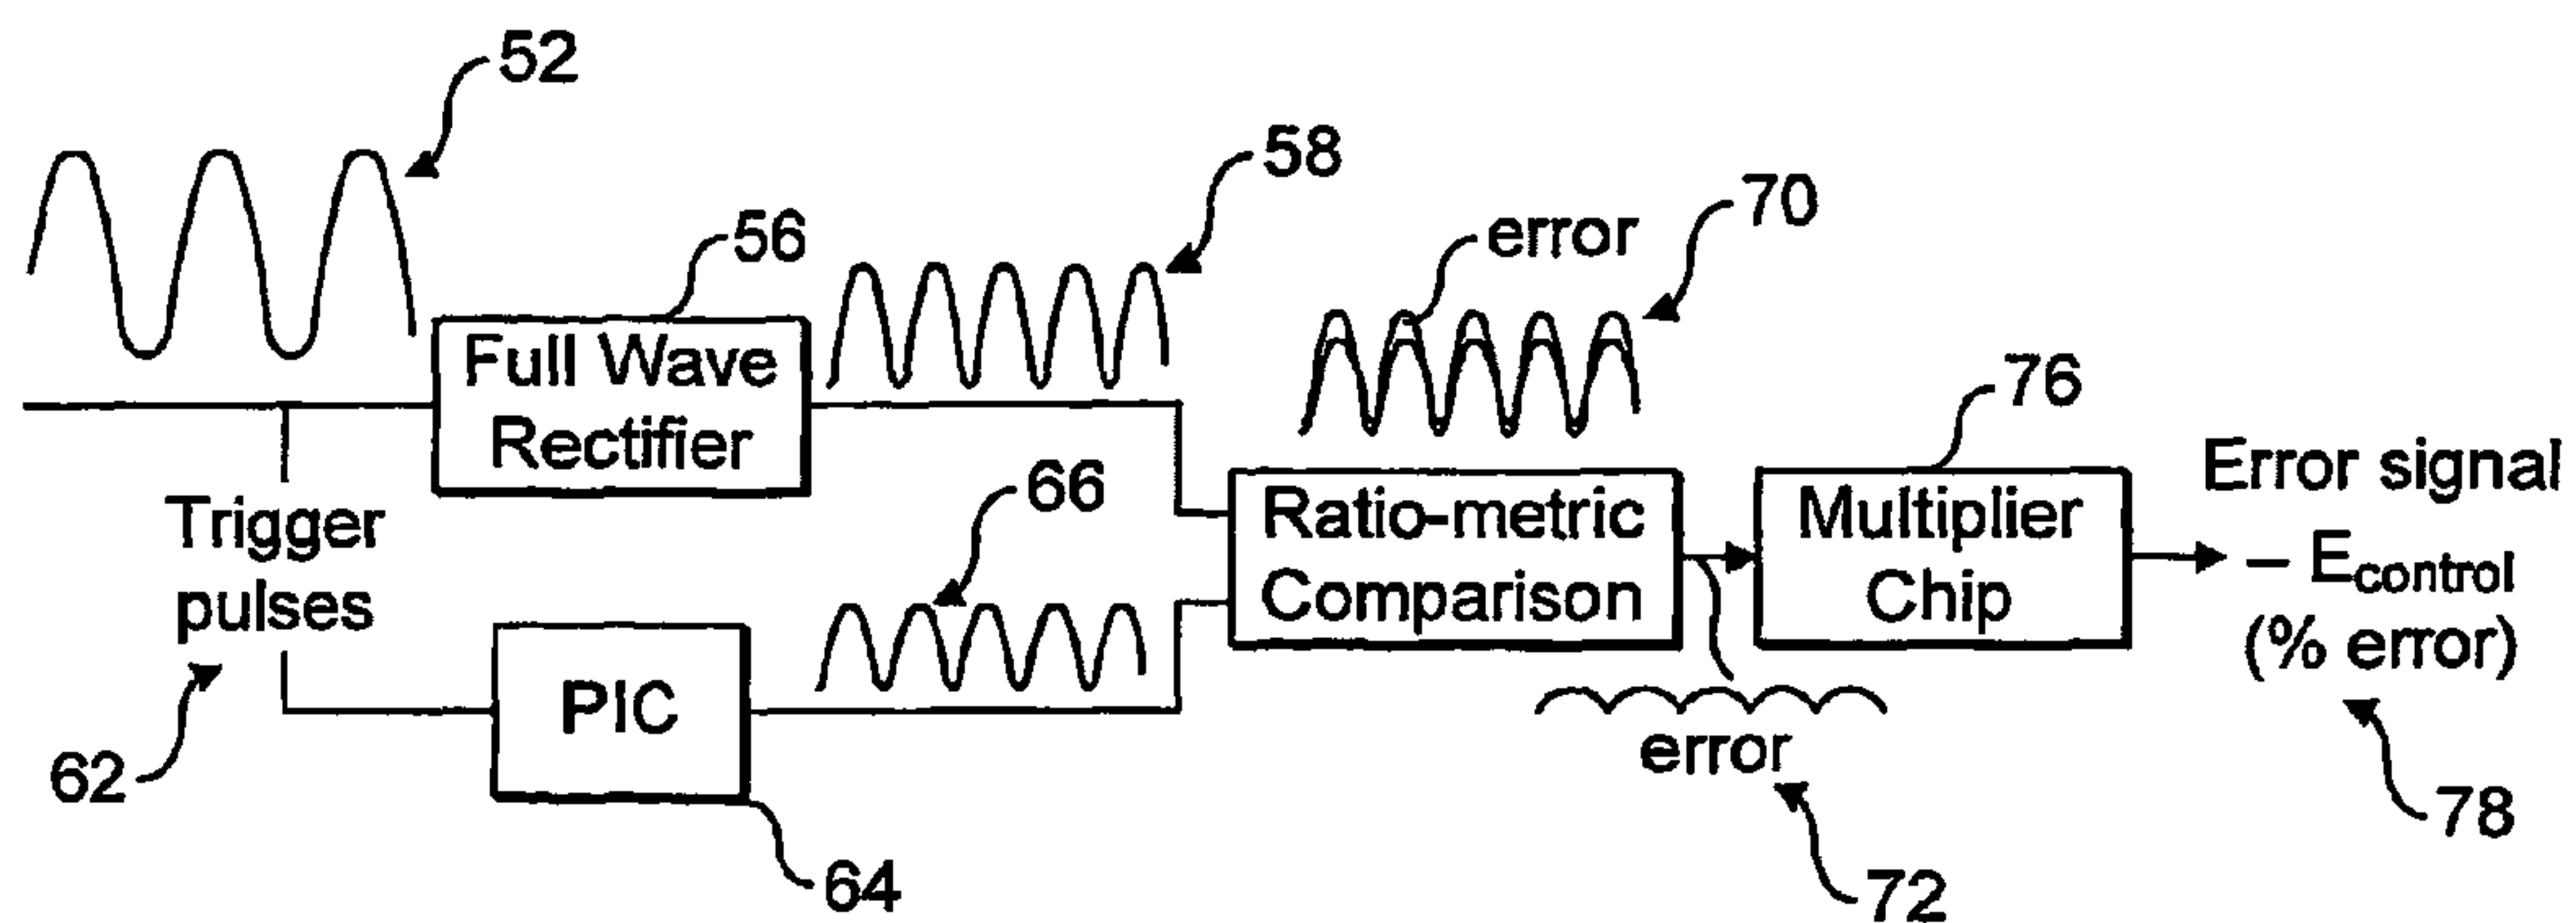 52
58
70
error
56
76
Full Wave
Rectifier
66
Trigger
pulses
62
PIC
64
Ratio-metric
Comparison
Multiplier
Chip
Error signal
– Econtrol
(% error)
error
72
78